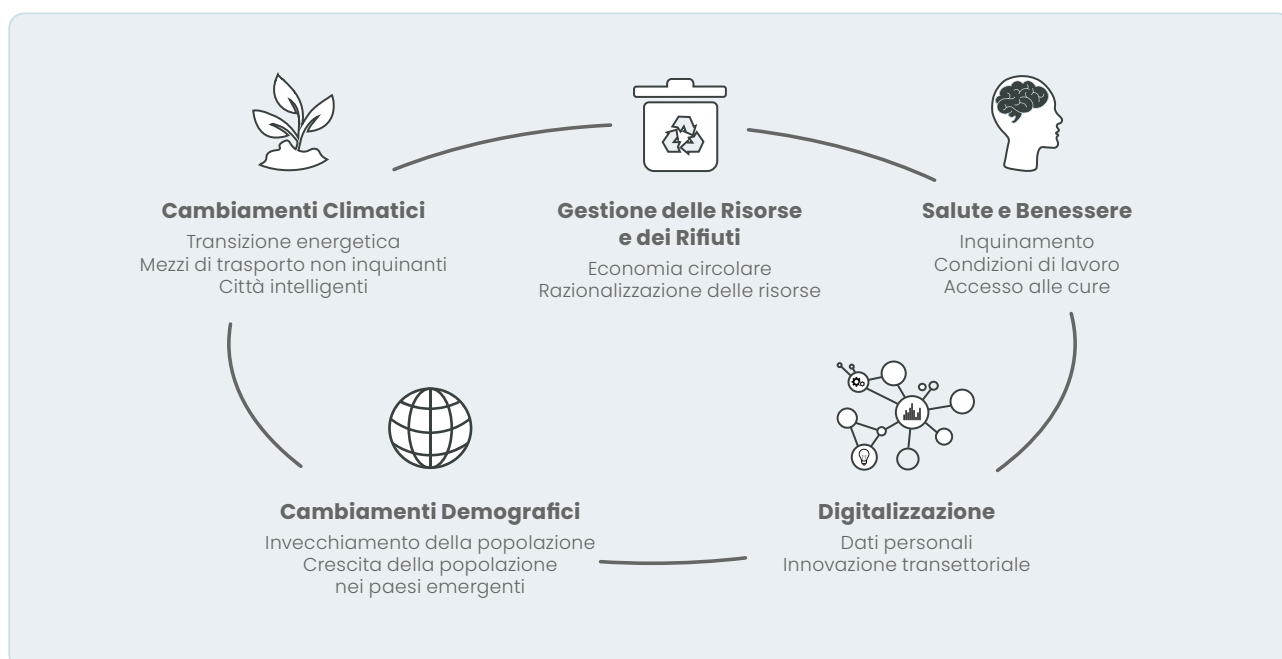 Cambiamenti Climatici
Transizione energetica
Mezzi di trasporto non inquinanti
Città intelligenti
Gestione delle Risorse
e dei Rifiuti
Economia circolare
Razionalizzazione delle risorse
Salute e Benessere
Inquinamento
Condizioni di lavoro
Accesso alle cure
Cambiamenti Demografici
Invecchiamento della popolazione
Crescita della popolazione
nei paesi emergenti
Digitalizzazione
Dati personali
Innovazione transettoriale